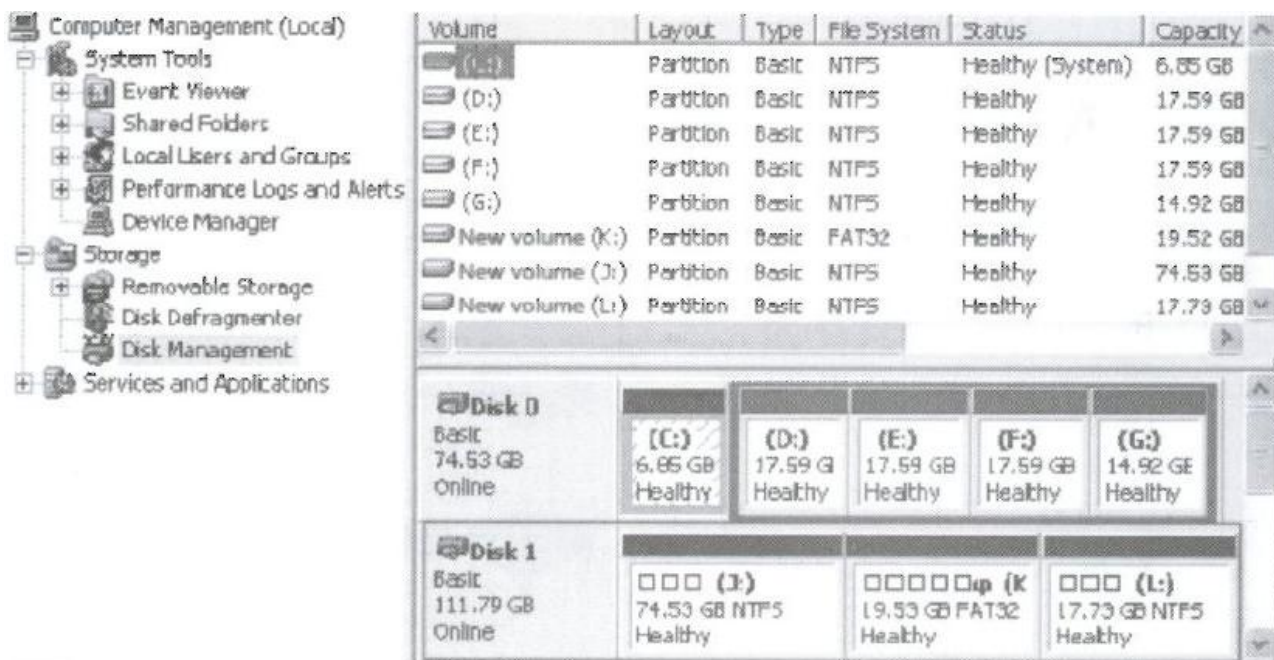 Computer Management (Local)
System Tools
Event Viewer
Shared Folders
Local Users and Groups
Performance Logs and Alerts
Device Manager
Storage
Removable Storage
Disk Defragmenter
Disk Management
Services and Applications
Volume Layout Type File System Status Capacity
(C:) Partition Basic NTFS Healthy (System) 6.85 GB
(D:) Partition Basic NTFS Healthy 17.59 GB
(E:) Partition Basic NTFS Healthy 17.59 GB
(F:) Partition Basic NTFS Healthy 17.59 GB
(G:) Partition Basic NTFS Healthy 14.92 GB
New volume (K:) Partition Basic FAT32 Healthy 19.52 GB
New volume (J:) Partition Basic NTFS Healthy 74.53 GB
New volume (L:) Partition Basic NTFS Healthy 17.73 GB
Disk 0
Basic
74.53 GB
Online
(C:)
6.85 GB
Healthy
(D:)
17.59 G
Healthy
(E:)
17.59 GB
Healthy
(F:)
17.59 GB
Healthy
(G:)
14.92 GE
Healthy
Disk 1
Basic
111.79 GB
Online
□□□ (J:)
74.53 GB NTFS
Healthy
□□□□□up (K
19.53 GB FAT32
Healthy
□□□ (L:)
17.73 GB NTFS
Healthy